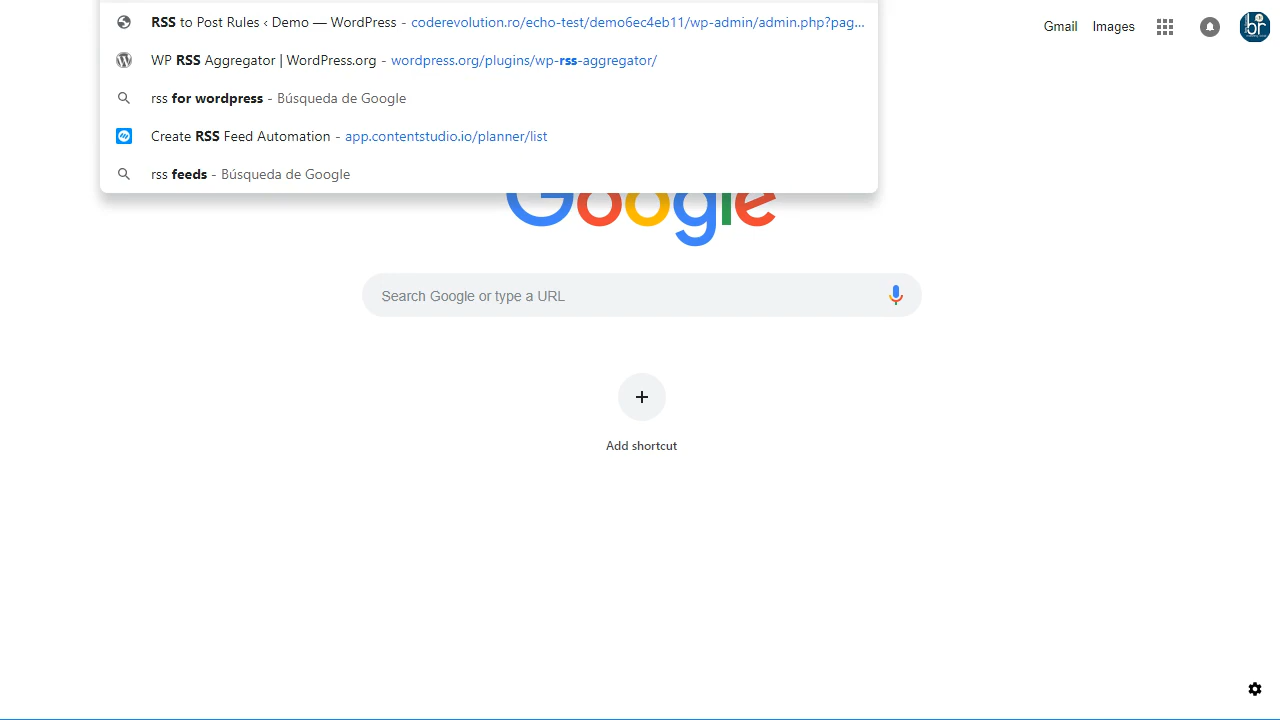 RSS to Post Rules ‹ Demo — WordPress - coderevolution.ro/echo-test/demo6ec4eb11/wp-admin/admin.php?pag...
Gmail Images
WP RSS Aggregator | WordPress.org - wordpress.org/plugins/wp-rss-aggregator/
rss for wordpress - Búsqueda de Google
Create RSS Feed Automation - app.contentstudio.io/planner/list
rss feeds - Búsqueda de Google
Google
Search Google or type a URL
Add shortcut